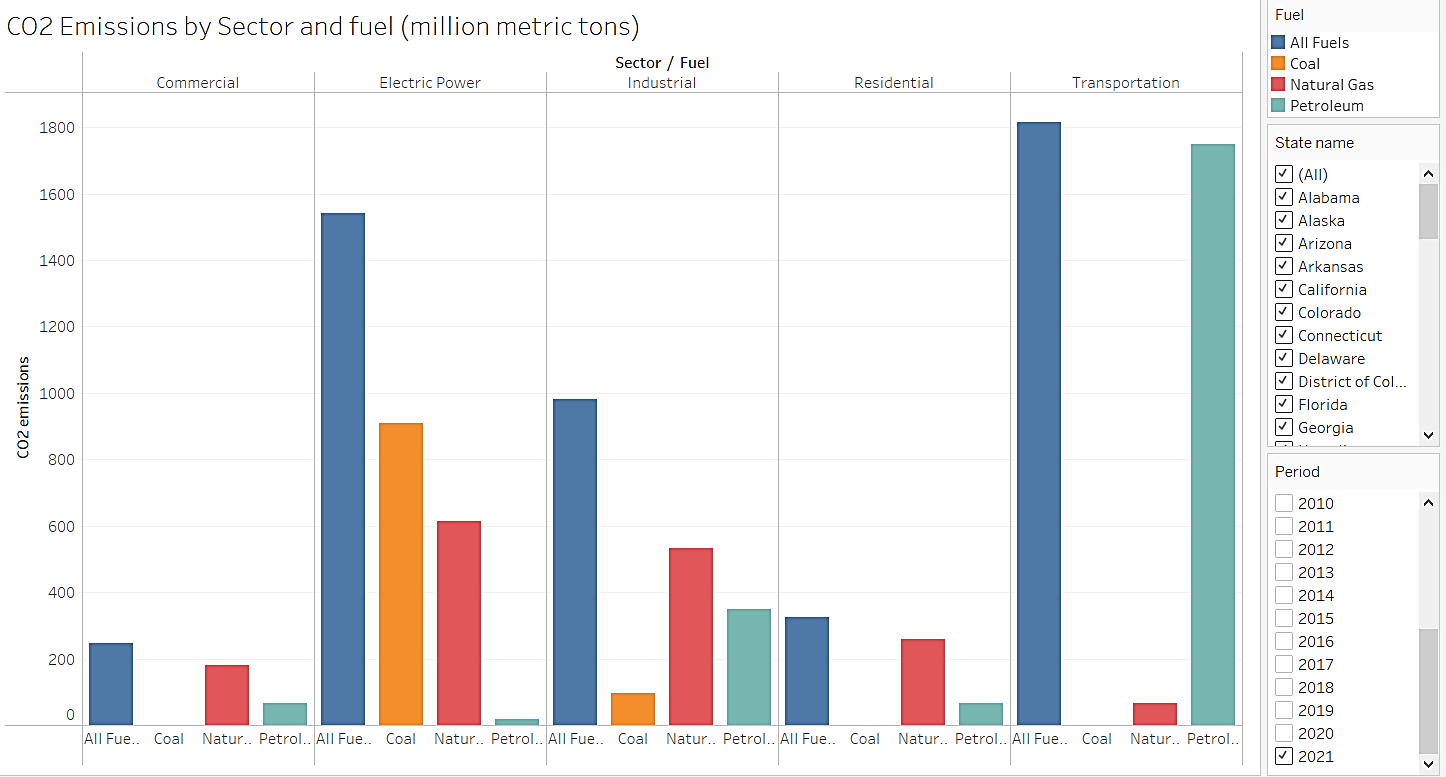 CO2 Emissions by Sector and fuel (million metric tons)
Sector / Fuel
Commercial Electric Power Industrial Residential Transportation
CO2 emissions
1800
1600
1400
1200
1000
800
600
400
200
0
All Fue.. Coal Natur.. Petrol.. All Fue.. Coal Natur.. Petrol.. All Fue.. Coal Natur.. Petrol.. All Fue.. Coal Natur.. Petrol.. All Fue.. Coal Natur.. Petrol..
Fuel
All Fuels
Coal
Natural Gas
Petroleum
State name
(All)
Alabama
Alaska
Arizona
Arkansas
California
Colorado
Connecticut
Delaware
District of Col...
Florida
Georgia
Period
2010
2011
2012
2013
2014
2015
2016
2017
2018
2019
2020
2021